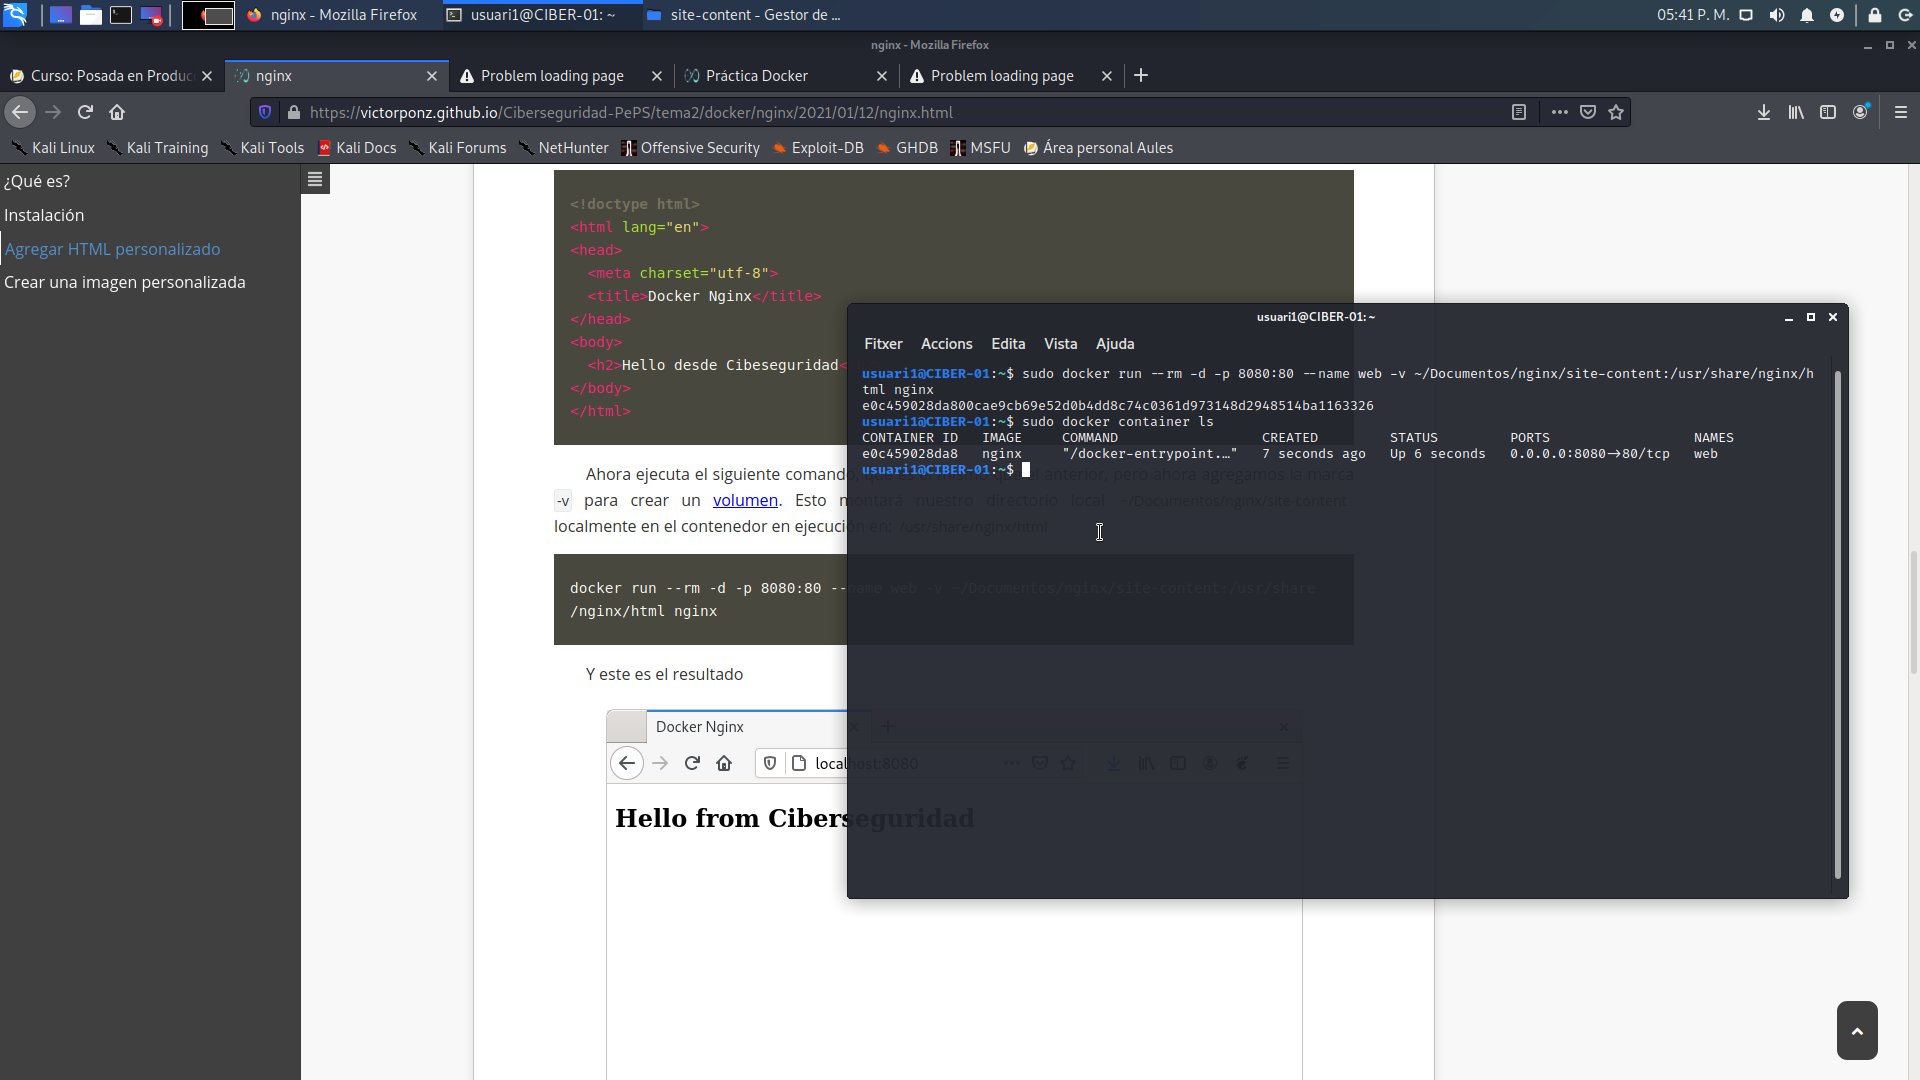 nginx - Mozilla Firefox
usuari1@CIBER-01: ~
site-content - Gestor de ...
05:41 P. M.
nginx - Mozilla Firefox
Curso: Posada en Produc
nginx
Problem loading page
Práctica Docker
Problem loading page
https://victorponz.github.io/Ciberseguridad-PePS/tema2/docker/nginx/2021/01/12/nginx.html
Kali Linux
Kali Training
Kali Tools
Kali Docs
Kali Forums
NetHunter
Offensive Security
Exploit-DB
GHDB
MSFU
Área personal Aules
¿Qué es?
Instalación
Agregar HTML personalizado
Crear una imagen personalizada
<!doctype html>
<html lang="en">
<head>
<meta charset="utf-8">
<title>Docker Nginx</title>
</head>
<body>
<h2>Hello desde Cibeseguridad<
</body>
</html>
Ahora ejecuta el siguiente comando, que es el mismo que el anterior, pero ahora agregamos la marca
-v para crear un volumen. Esto montará nuestro directorio local ~/Documentos/nginx/site-content
localmente en el contenedor en ejecución en: /usr/share/nginx/html
docker run --rm -d -p 8080:80 --name web -v ~/Documentos/nginx/site-content:/usr/share
/nginx/html nginx
Y este es el resultado
Docker Nginx
localhost:8080
Hello from Ciberseguridad
usuari1@CIBER-01: ~
Fitxer Accions Edita Vista Ajuda
usuari1@CIBER-01:~$ sudo docker run --rm -d -p 8080:80 --name web -v ~/Documentos/nginx/site-content:/usr/share/nginx/h
tml nginx
e0c459028da800cae9cb69e52d0b4dd8c74c0361d973148d2948514ba1163326
usuari1@CIBER-01:~$ sudo docker container ls
CONTAINER ID IMAGE COMMAND CREATED STATUS PORTS NAMES
e0c459028da8 nginx "/docker-entrypoint.…" 7 seconds ago Up 6 seconds 0.0.0.0:8080->80/tcp web
usuari1@CIBER-01:~$